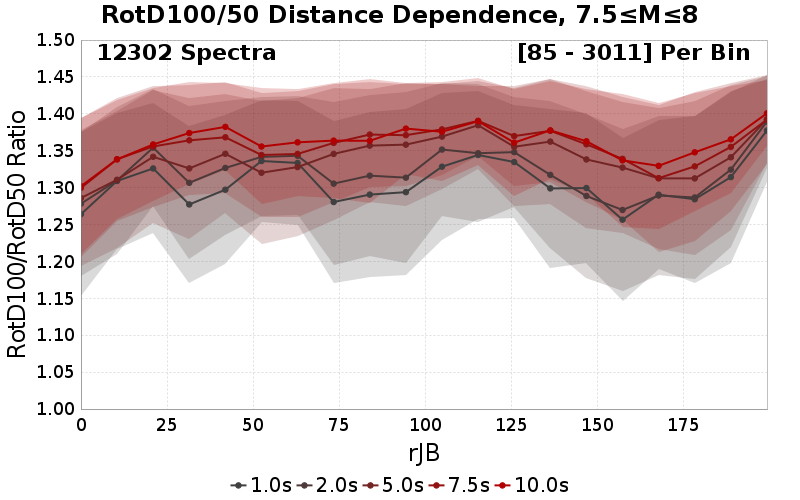 RotD100/50 Distance Dependence, 7.5≤M≤8
12302 Spectra
[85 - 3011] Per Bin
RotD100/RotD50 Ratio
1.50
1.45
1.40
1.35
1.30
1.25
1.20
1.15
1.10
1.05
1.00
0 25 50 75 100 125 150 175
rJB
1.0s 2.0s 5.0s 7.5s 10.0s